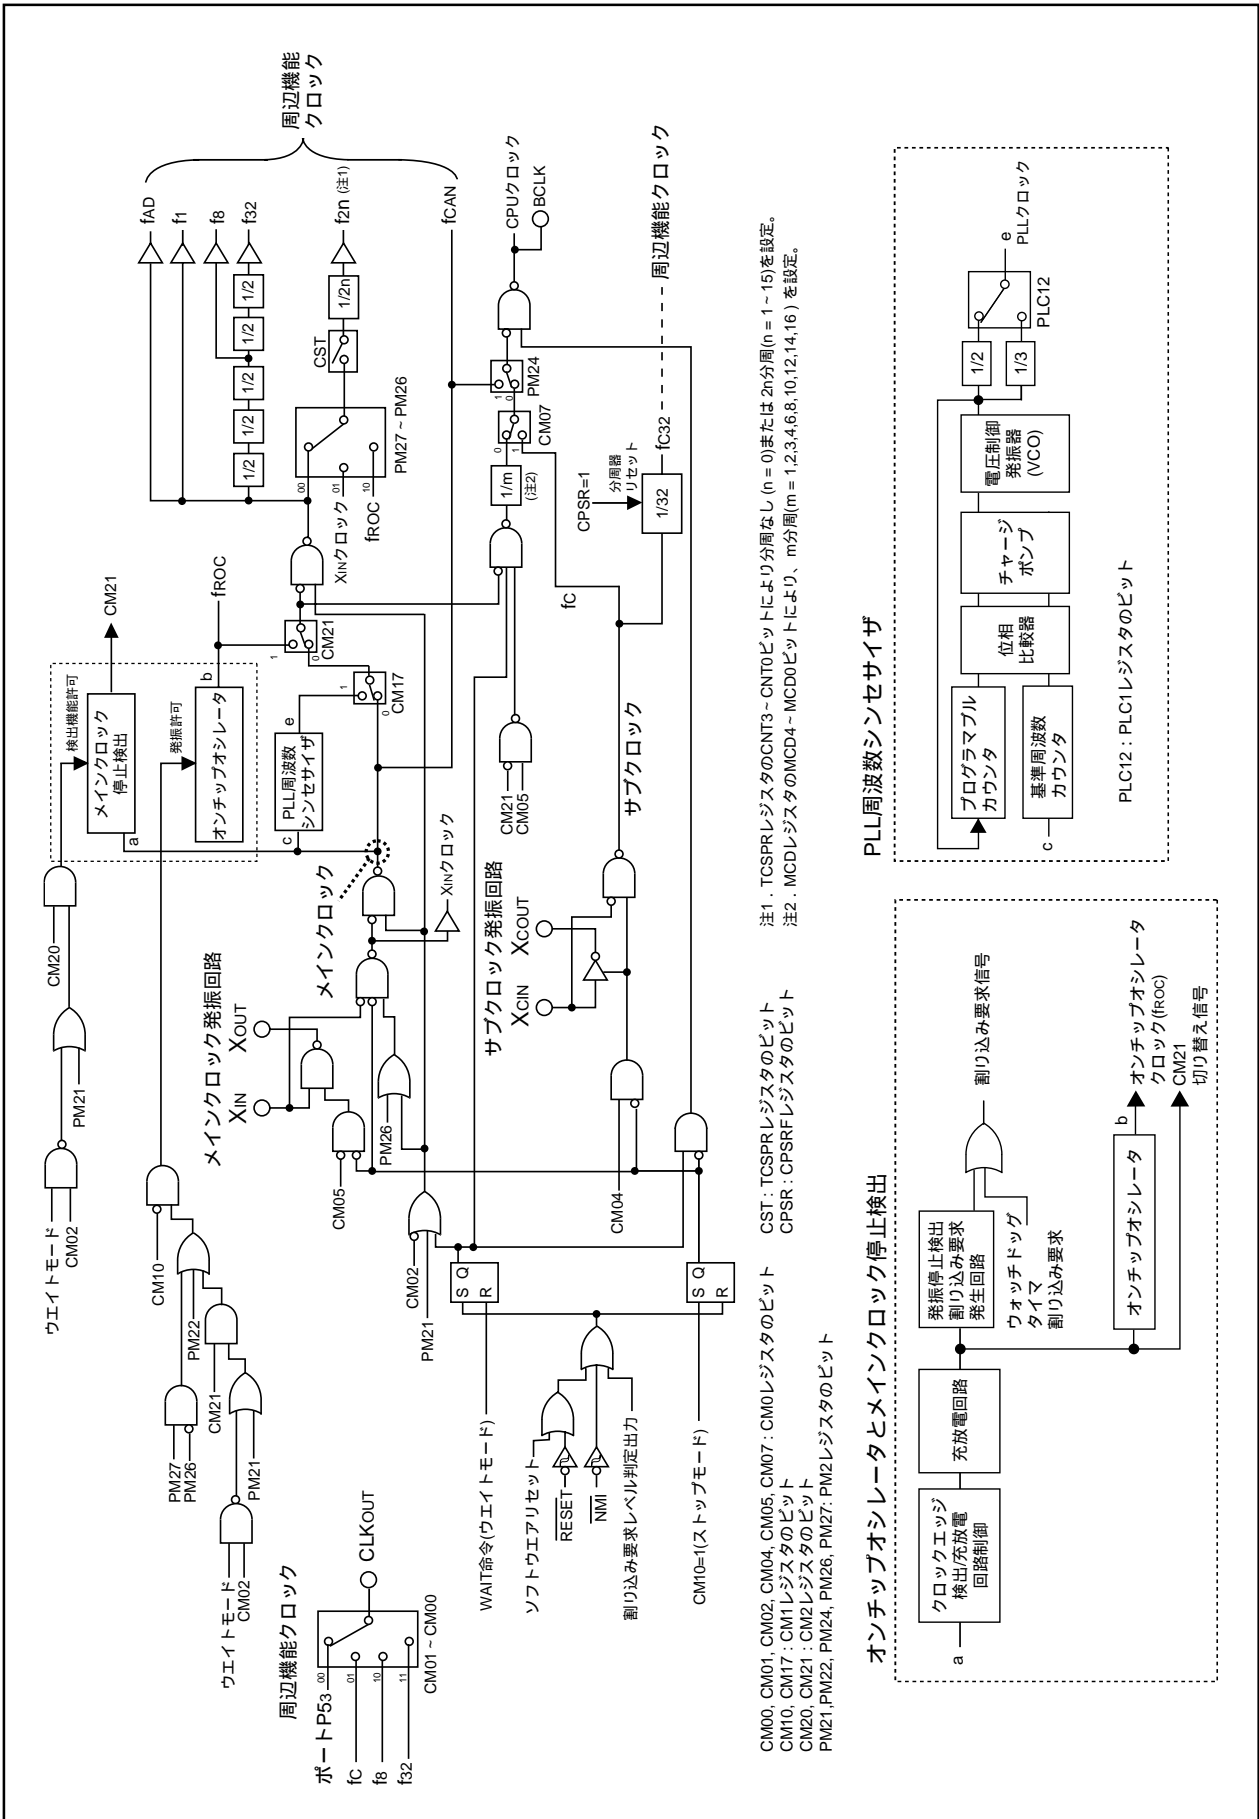 ウエイトモード
CM02
ウエイトモード
CM02
PM27
PM26
PM21
CM21
PM22
CM10
PM21
CM20
検出機能許可
メインクロック
停止検出
a
CM21
発振許可
オンチップオシレータ
b
fROC
メインクロック発振回路
XIN
XOUT
CM05
PM26
メインクロック
XINクロック
c
PLL周波数
シンセサイザ
e
1
0
CM17
1
0
CM21
XINクロック
fROC
00
01
10
PM27~PM26
CST
1/2n
f2n (注1)
1/2
1/2
1/2
1/2
1/2
fAD
f1
f8
f32
fCAN
周辺機能
クロック
周辺機能クロック
ポートP53
fC
f8
f32
00
01
10
11
CM01~CM00
CLKOUT
CM02
PM21
WAIT命令(ウエイトモード)
S Q
R
ソフトウエアリセット
RESET
NMI
割り込み要求レベル判定出力
CM10=1(ストップモード)
S Q
R
サブクロック発振回路
XCIN
XCOUT
CM04
サブクロック
CM21
CM05
1/m
(注2)
0
1
CM07
1
0
PM24
CPUクロック
BCLK
fC
CPSR=1
分周器
リセット
1/32
fC32
周辺機能クロック
CM00, CM01, CM02, CM04, CM05, CM07 : CM0レジスタのビット
CM10, CM17 : CM1レジスタのビット
CM20, CM21 : CM2レジスタのビット
PM21,PM22, PM24, PM26, PM27: PM2レジスタのビット
CST : TCSPRレジスタのビット
CPSR : CPSRFレジスタのビット
注1 . TCSPRレジスタのCNT3~CNT0ビットにより分周なし (n = 0)または 2n分周(n = 1 ~ 15)を設定。
注2 . MCDレジスタのMCD4~MCD0ビットにより、 m分周(m = 1,2,3,4,6,8,10,12,14,16 ) を設定。
オンチップオシレータとメインクロック停止検出
a
クロックエッジ
検出/充放電
回路制御
充放電回路
発振停止検出
割り込み要求
発生回路
ウォッチドッグ
タイマ
割り込み要求
割り込み要求信号
オンチップオシレータ
b
オンチップオシレータ
クロック(fROC)
CM21
切り替え信号
PLL周波数シンセサイザ
c
プログラマブル
カウンタ
基準周波数
カウンタ
位相
比較器
チャージ
ポンプ
電圧制御
発振器
(VCO)
1/2
1/3
PLC12
e
PLLクロック
PLC12 : PLC1レジスタのビット